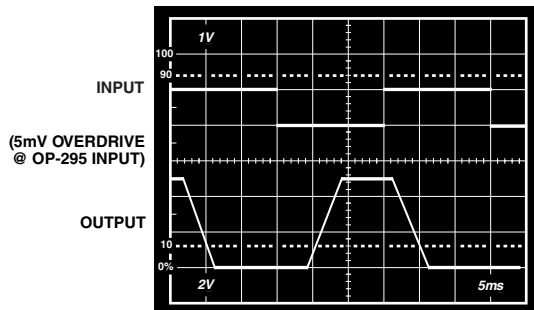 1V
100
90
INPUT
(5mV OVERDRIVE
@ OP-295 INPUT)
OUTPUT
10
0%
2V
5ms